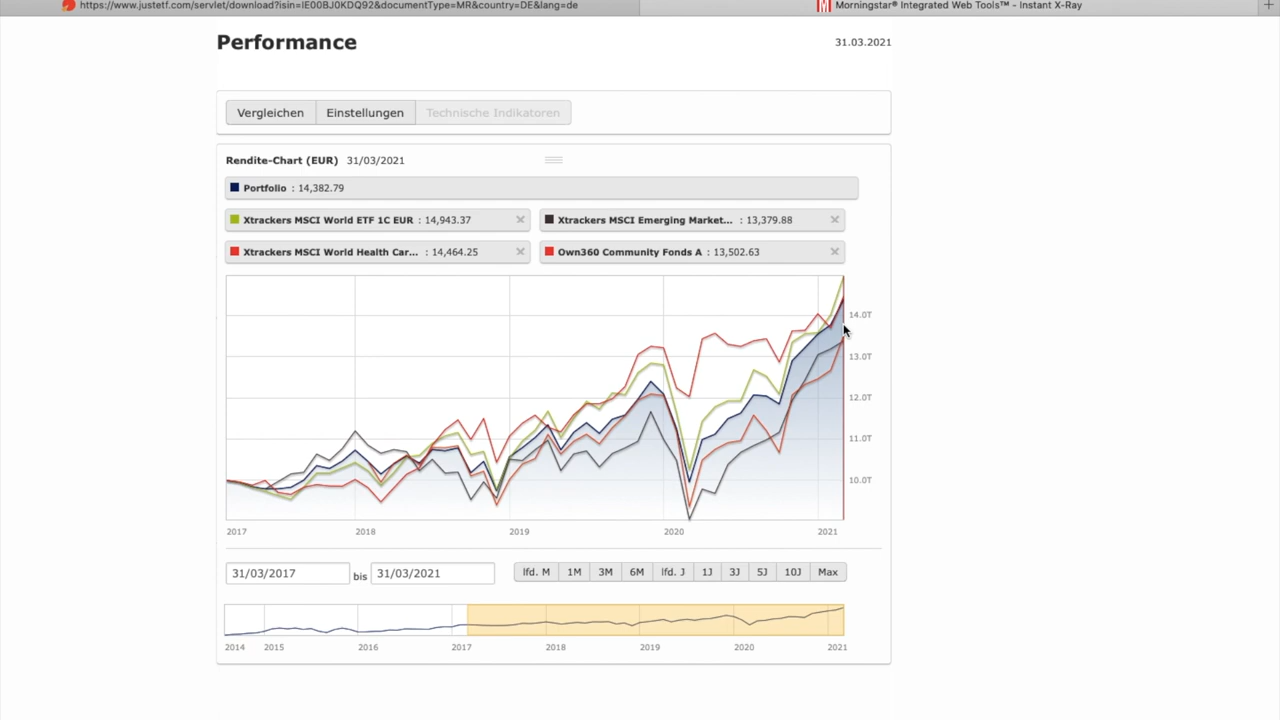 https://www.justetf.com/servlet/download?isin=IE00BJ0KDQ92&documentType=MR&country=DE&lang=de
Morningstar® Integrated Web Tools™ - Instant X-Ray
Performance
31.03.2021
Vergleichen Einstellungen Technische Indikatoren
Rendite-Chart (EUR) 31/03/2021
Portfolio : 14,382.79
Xtrackers MSCI World ETF 1C EUR : 14,943.37
Xtrackers MSCI Emerging Market... : 13,379.88
Xtrackers MSCI World Health Car... : 14,464.25
Own360 Community Fonds A : 13,502.63
14.0T
13.0T
12.0T
11.0T
10.0T
2017 2018 2019 2020 2021
31/03/2017 bis 31/03/2021
lfd. M 1M 3M 6M lfd. J 1J 3J 5J 10J Max
2014 2015 2016 2017 2018 2019 2020 2021